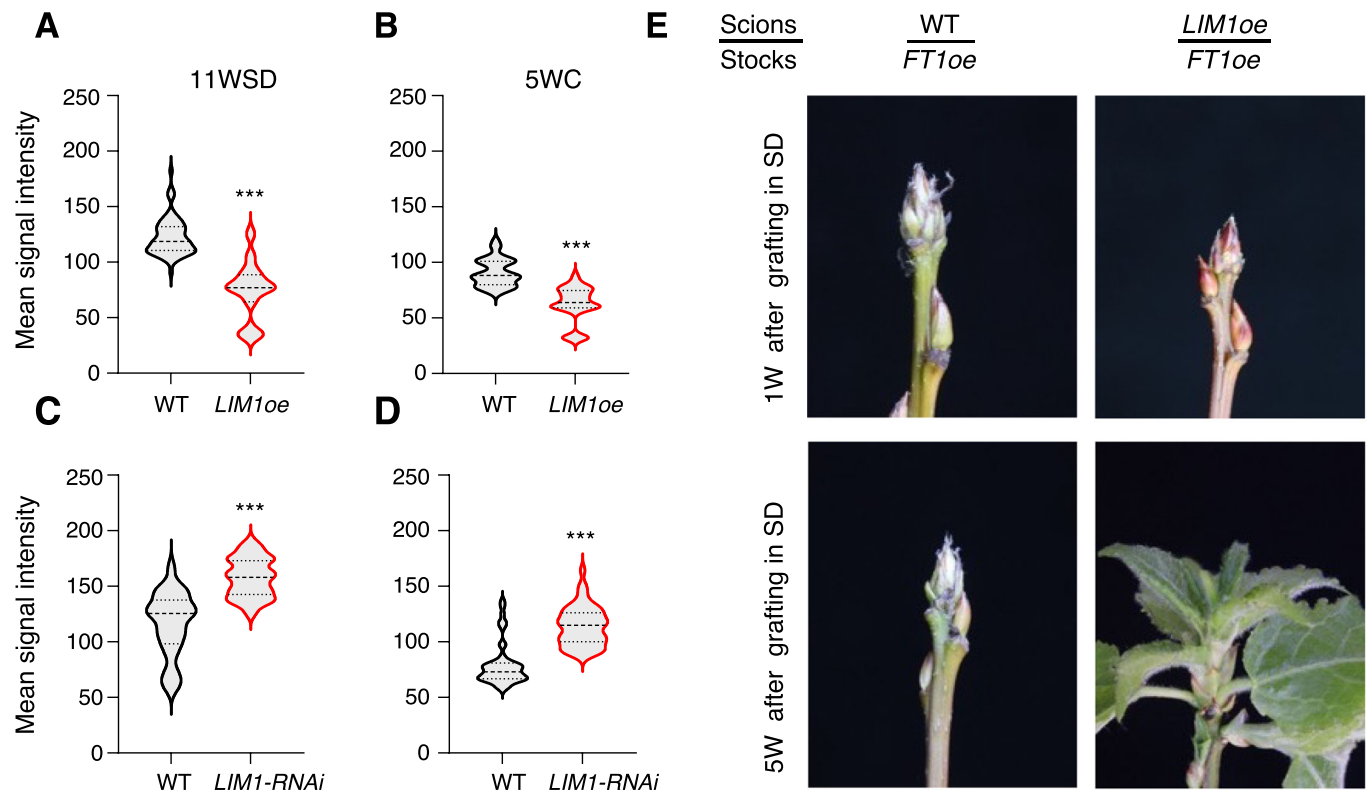 A
11WSD
Mean signal intensity
250
200
150
100
50
0
***
WT
LIM1oe
B
5WC
250
200
150
100
50
0
***
WT
LIM1oe
C
Mean signal intensity
250
200
150
100
50
0
***
WT
LIM1-RNAi
D
250
200
150
100
50
0
***
WT
LIM1-RNAi
E
Scions
Stocks
WT
FT1oe
LIM1oe
FT1oe
1W after grafting in SD
5W after grafting in SD